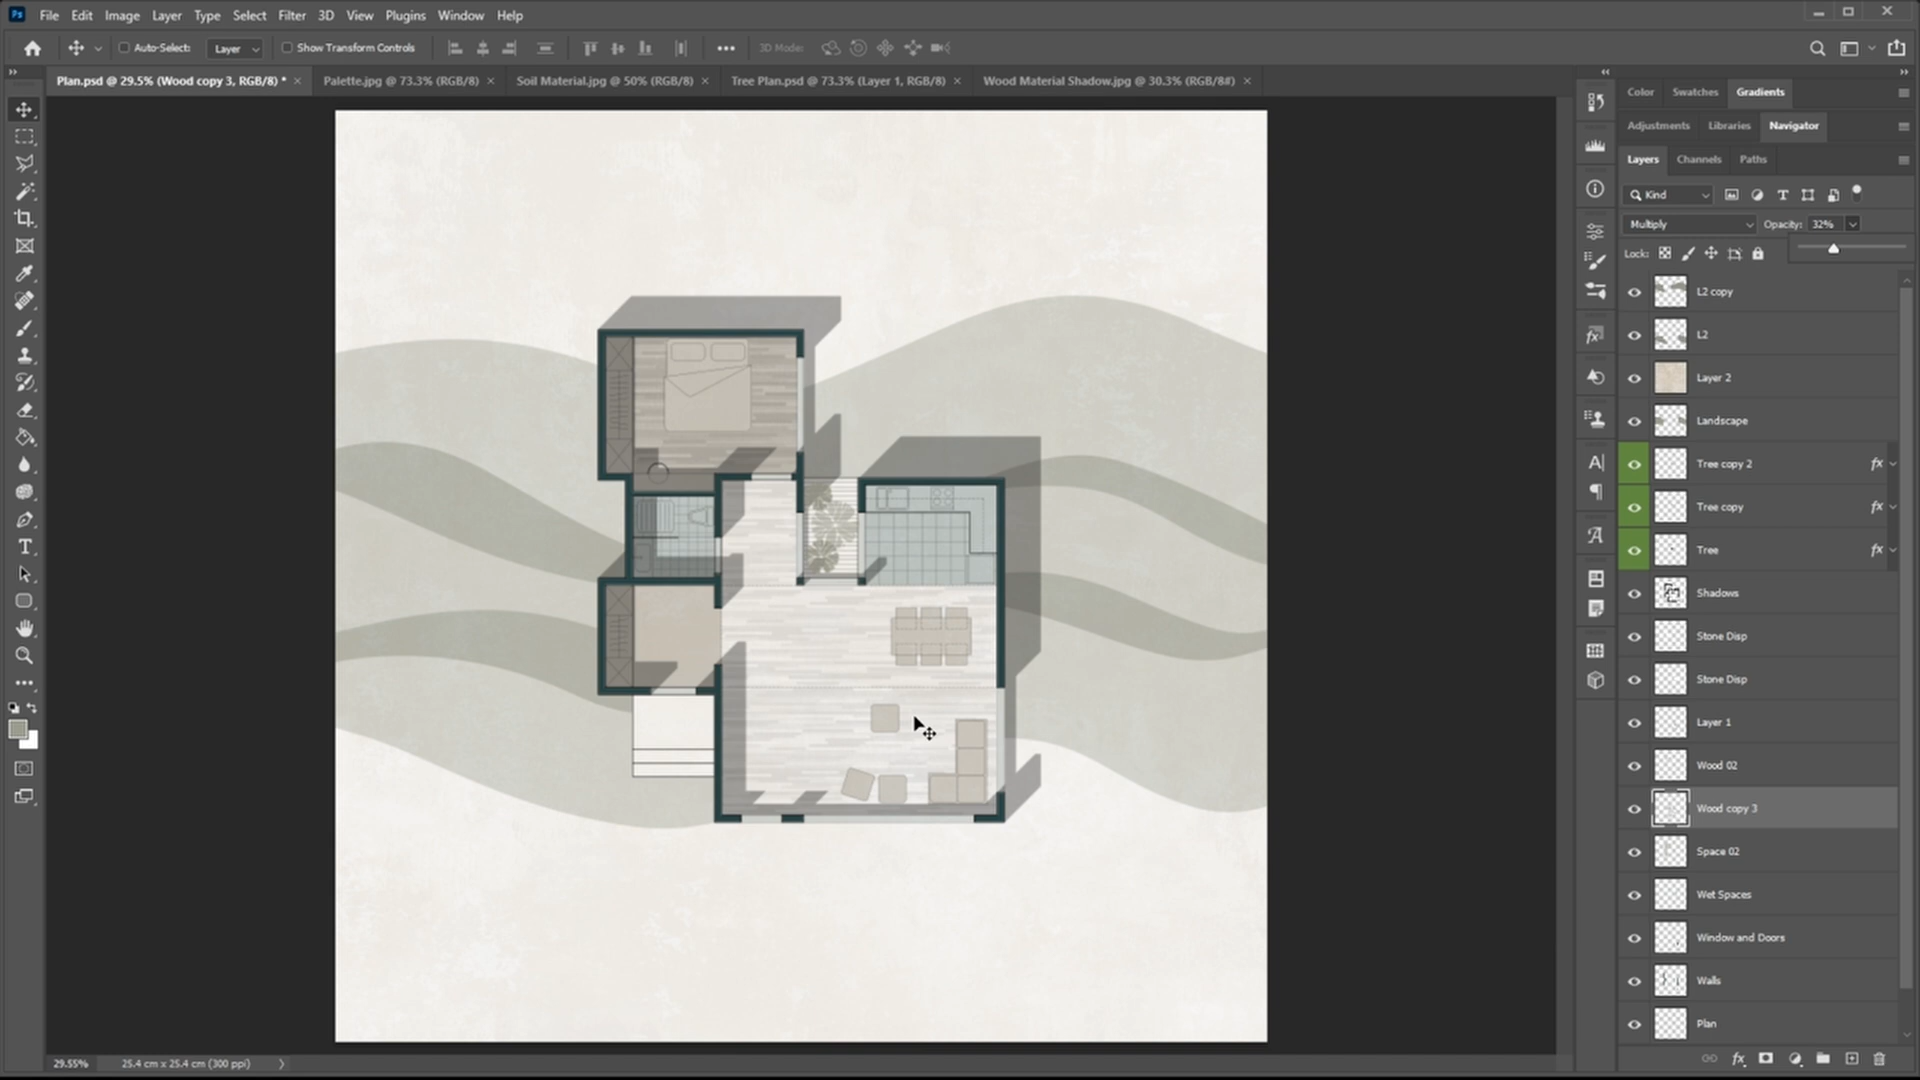 Ps File Edit Image Layer Type Select Filter 3D View Plugins Window Help
Auto-Select: Layer Show Transform Controls 3D Mode:
Plan.psd @ 29.5% (Wood copy 3, RGB/8) * × Palette.jpg @ 73.3% (RGB/8) × Soil Material.jpg @ 50% (RGB/8) × Tree Plan.psd @ 73.3% (Layer 1, RGB/8) × Wood Material Shadow.jpg @ 30.3% (RGB/8#) ×
Color Swatches Gradients
Adjustments Libraries Navigator
Layers Channels Paths
Kind
Multiply Opacity: 32%
Lock:
L2 copy
L2
Layer 2
Landscape
Tree copy 2 fx
Tree copy fx
Tree fx
Shadows
Stone Disp
Stone Disp
Layer 1
Wood 02
Wood copy 3
Space 02
Wet Spaces
Window and Doors
Walls
Plan
29.55% 25.4 cm x 25.4 cm (300 ppi)